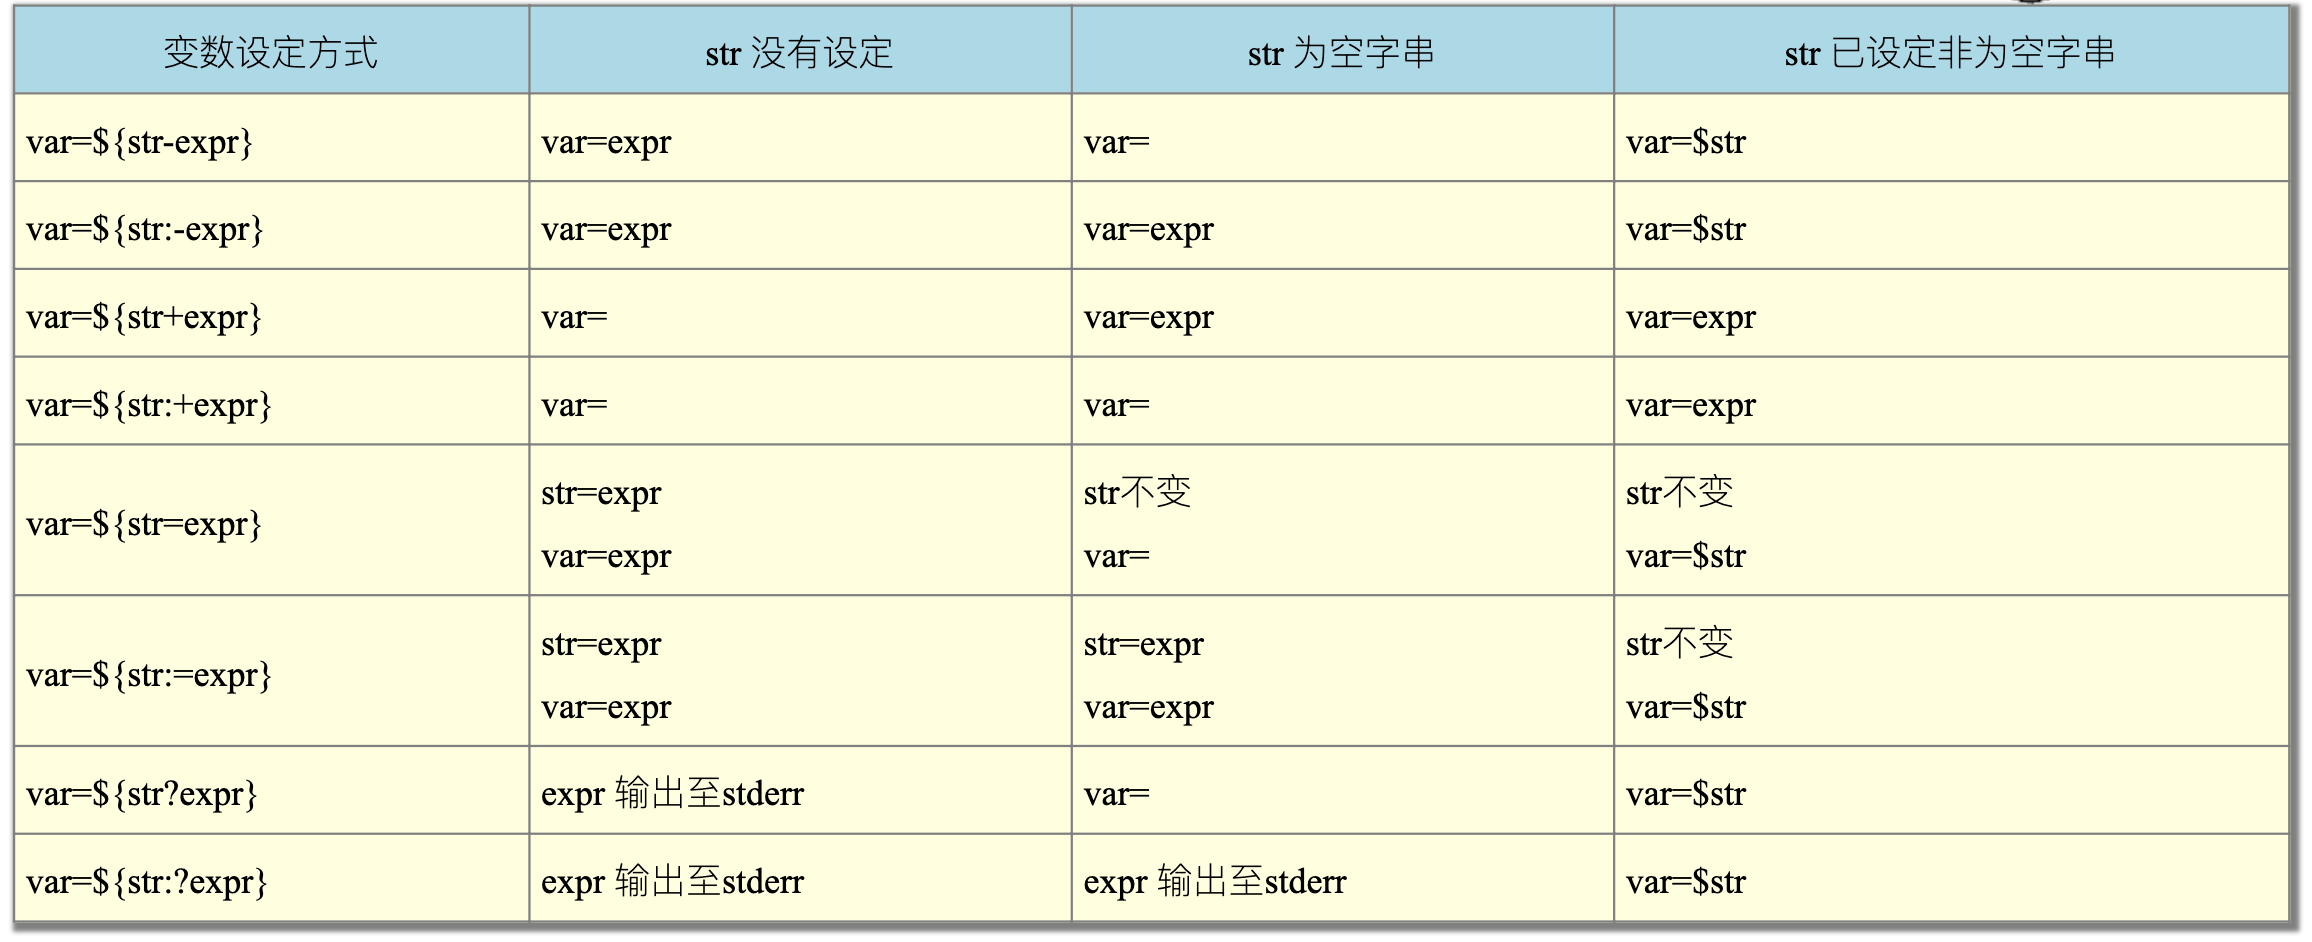 变数设定方式 str 没有设定 str 为空字串 str 已设定非为空字串
var=${str-expr} var=expr var= var=$str
var=${str:-expr} var=expr var=expr var=$str
var=${str+expr} var= var=expr var=expr
var=${str:+expr} var= var= var=expr
var=${str=expr}
str=expr
var=expr
str不变
var=
str不变
var=$str
var=${str:=expr}
str=expr
var=expr
str=expr
var=expr
str不变
var=$str
var=${str?expr} expr 输出至stderr var= var=$str
var=${str:?expr} expr 输出至stderr expr 输出至stderr var=$str